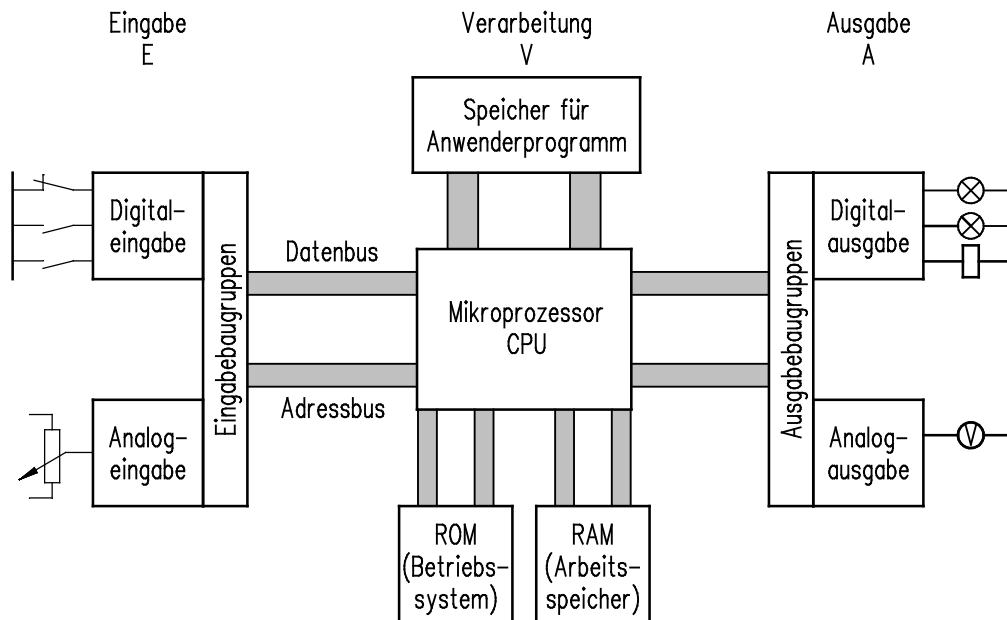 Eingabe
E
Verarbeitung
V
Ausgabe
A
Speicher für
Anwenderprogramm
Digital-
eingabe
Eingabebaugruppen
Analog-
eingabe
Datenbus
Adressbus
Mikroprozessor
CPU
Ausgabebaugruppen
Digital-
ausgabe
Analog-
ausgabe
V
ROM
(Betriebs-
system)
RAM
(Arbeits-
speicher)